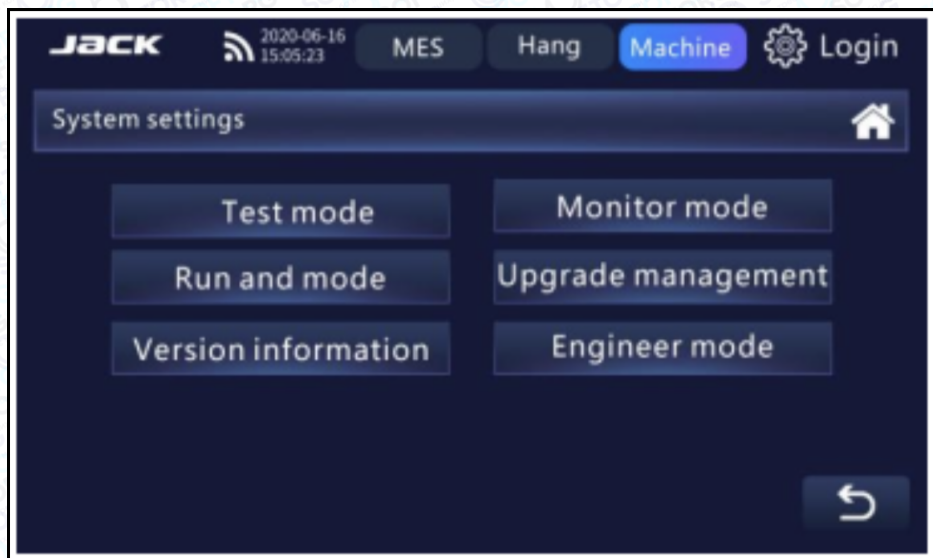 JACK
2020-06-16
15:05:23
MES
Hang
Machine
Login
System settings
Test mode
Monitor mode
Run and mode
Upgrade management
Version information
Engineer mode